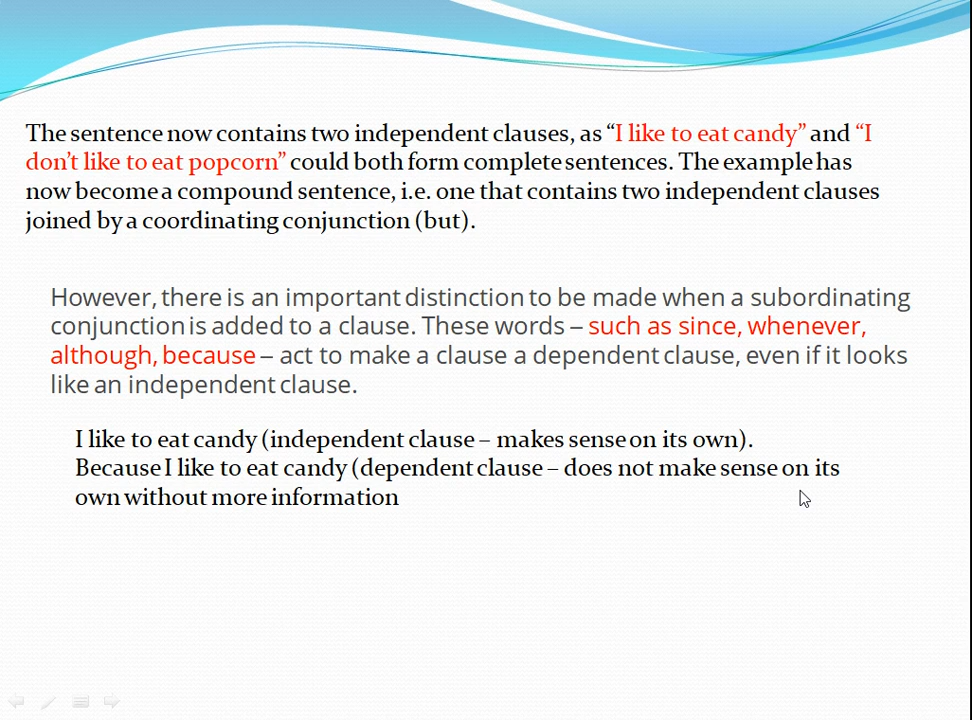 The sentence now contains two independent clauses, as “I like to eat candy” and “I
don’t like to eat popcorn” could both form complete sentences. The example has
now become a compound sentence, i.e. one that contains two independent clauses
joined by a coordinating conjunction (but).
However, there is an important distinction to be made when a subordinating
conjunction is added to a clause. These words – such as since, whenever,
although, because – act to make a clause a dependent clause, even if it looks
like an independent clause.
I like to eat candy (independent clause – makes sense on its own).
Because I like to eat candy (dependent clause – does not make sense on its
own without more information